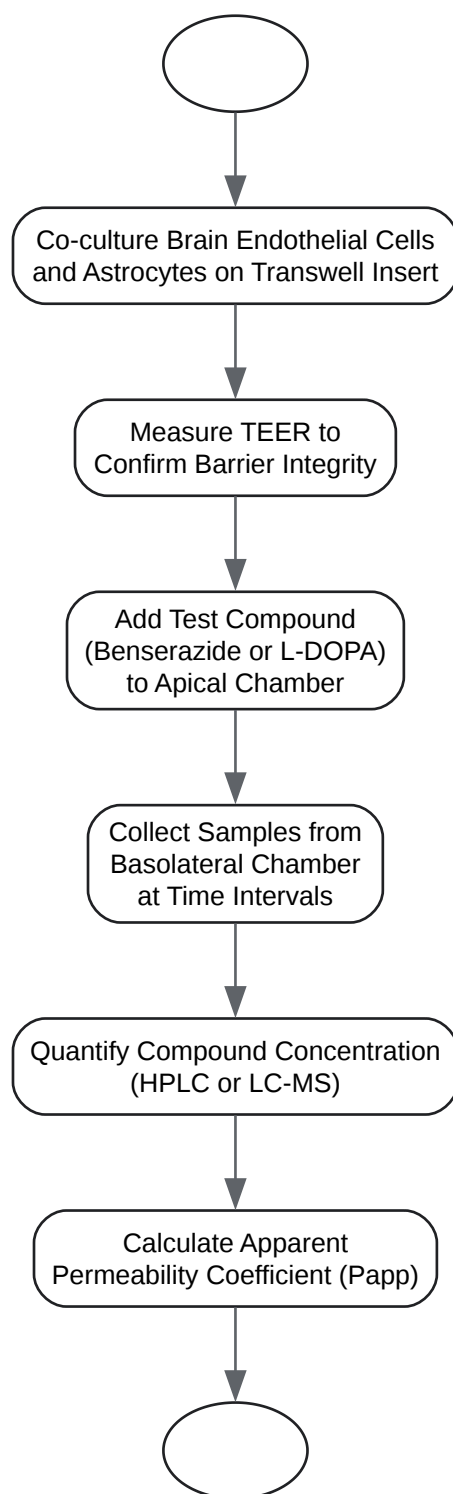 Co-culture Brain Endothelial Cells
and Astrocytes on Transwell Insert
Measure TEER to
Confirm Barrier Integrity
Add Test Compound
(Benserazide or L-DOPA)
to Apical Chamber
Collect Samples from
Basolateral Chamber
at Time Intervals
Quantify Compound Concentration
(HPLC or LC-MS)
Calculate Apparent
Permeability Coefficient (Papp)